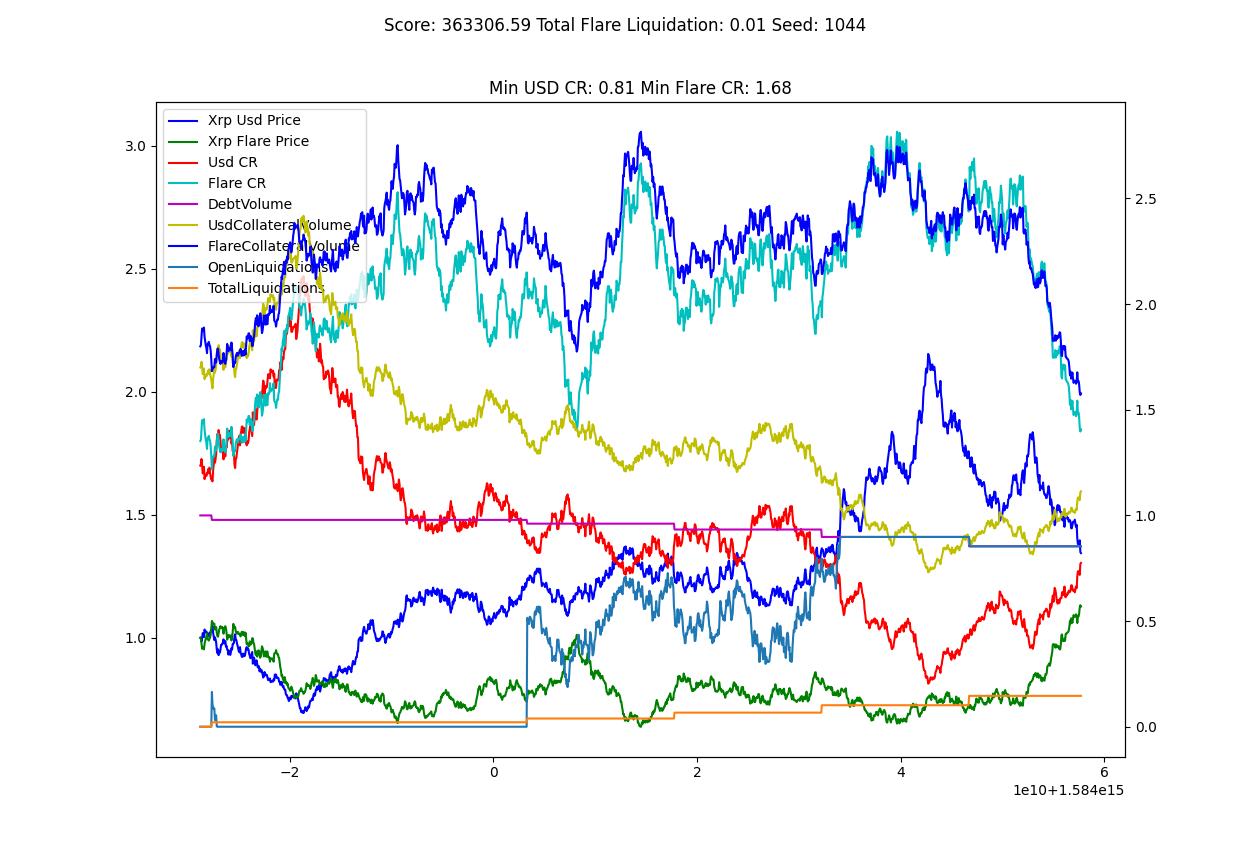 Score: 363306.59 Total Flare Liquidation: 0.01 Seed: 1044
Min USD CR: 0.81 Min Flare CR: 1.68
Xrp Usd Price
Xrp Flare Price
Usd CR
Flare CR
DebtVolume
UsdCollateralVolume
FlareCollateralVolume
OpenLiquidations
TotalLiquidations
3.0
2.5
2.0
1.5
1.0
2.5
2.0
1.5
1.0
0.5
0.0
−2
0
2
4
6
1e10+1.584e15